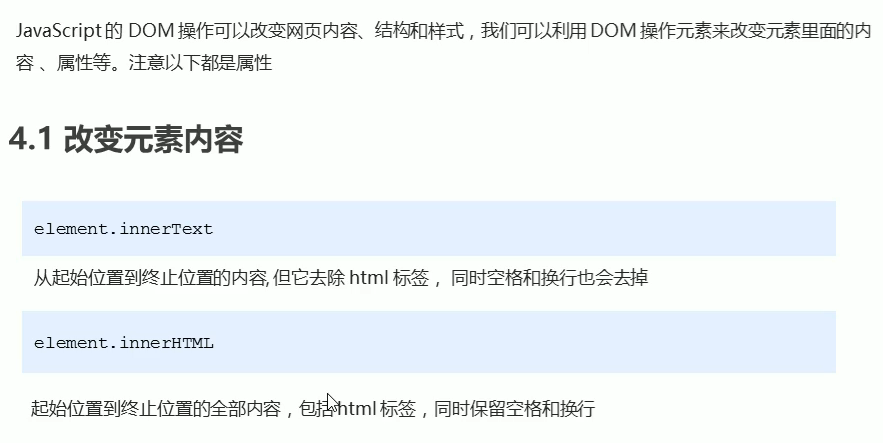 JavaScript 的 DOM 操作可以改变网页内容、结构和样式，我们可以利用 DOM 操作元素来改变元素里面的内
容 、属性等。注意以下都是属性
4.1 改变元素内容
element.innerText
从起始位置到终止位置的内容, 但它去除 html 标签， 同时空格和换行也会去掉
element.innerHTML
起始位置到终止位置的全部内容，包括 html 标签，同时保留空格和换行